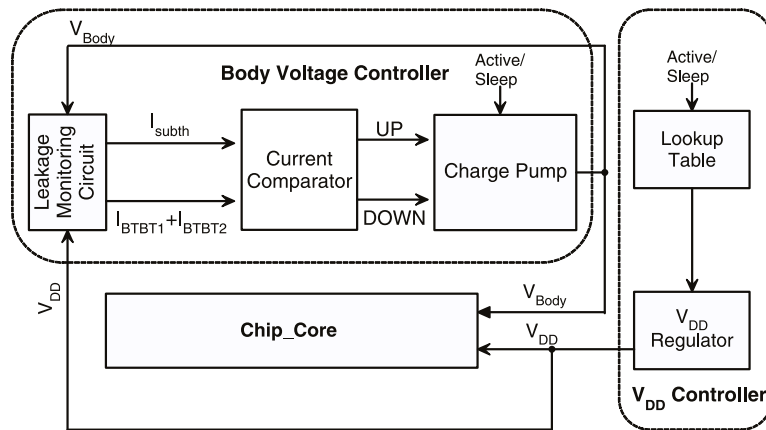 V_Body
Body Voltage Controller
Active/
Sleep
Leakage
Monitoring
Circuit
I_subth
I_BTBT1+I_BTBT2
Current
Comparator
UP
DOWN
Charge Pump
Active/
Sleep
Lookup
Table
V_DD
Chip_Core
V_Body
V_DD
V_DD
Regulator
V_DD Controller